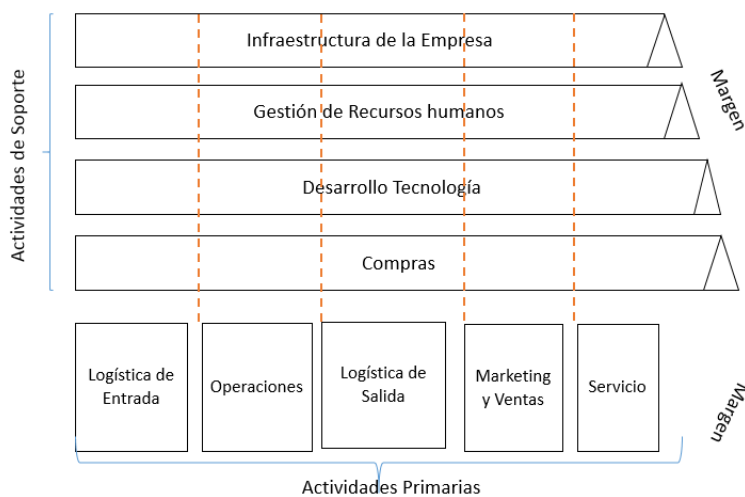 Actividades de Soporte
Infraestructura de la Empresa
Gestión de Recursos humanos
Desarrollo Tecnología
Compras
Margen
Logística de
Entrada
Operaciones
Logística de
Salida
Marketing
y Ventas
Servicio
Margen
Actividades Primarias